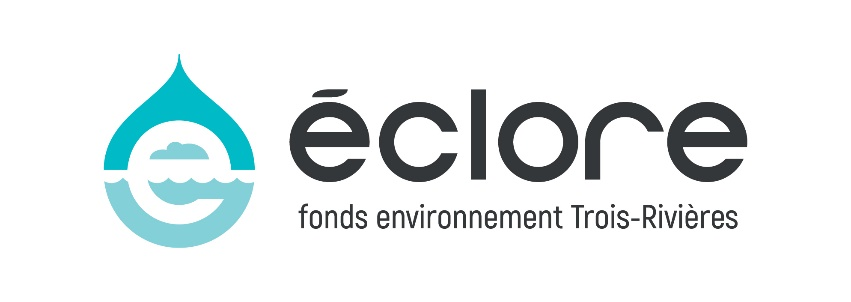 e
éclore
fonds environnement Trois-Rivières